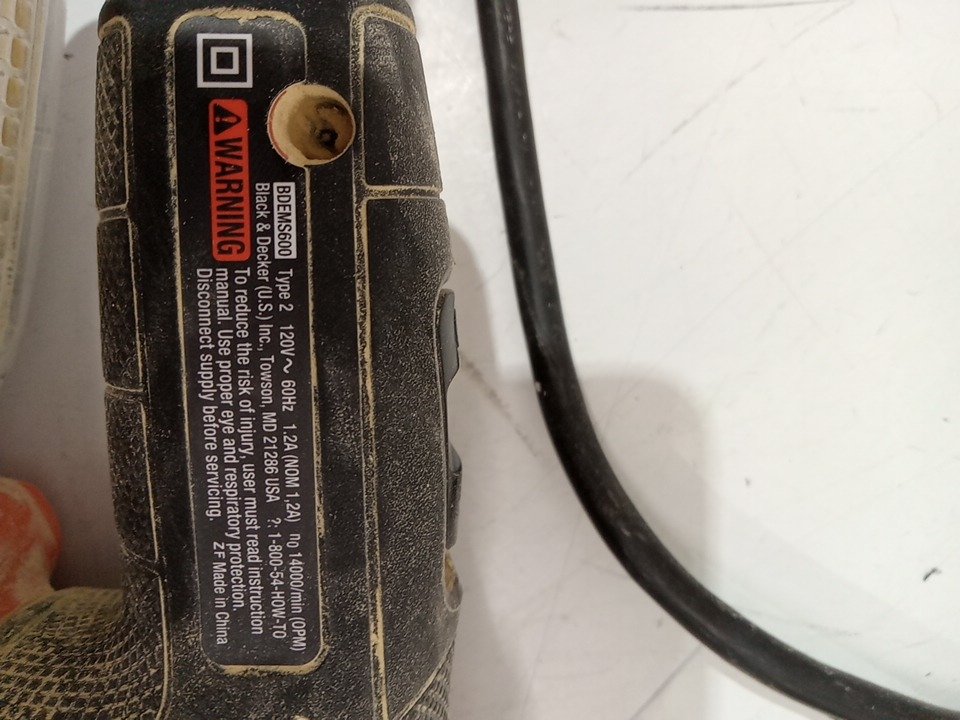 BDEMS600 Type 2 120V~ 60Hz 1.2A (NOM 1,2A) n0 14000/min (OPM)
Black & Decker (U.S.) Inc., Towson, MD 21286 USA ?: 1-800-54-HOW-TO
⚠WARNING To reduce the risk of injury, user must read instruction
manual. Use proper eye and respiratory protection.
Disconnect supply before servicing. ZF Made in China